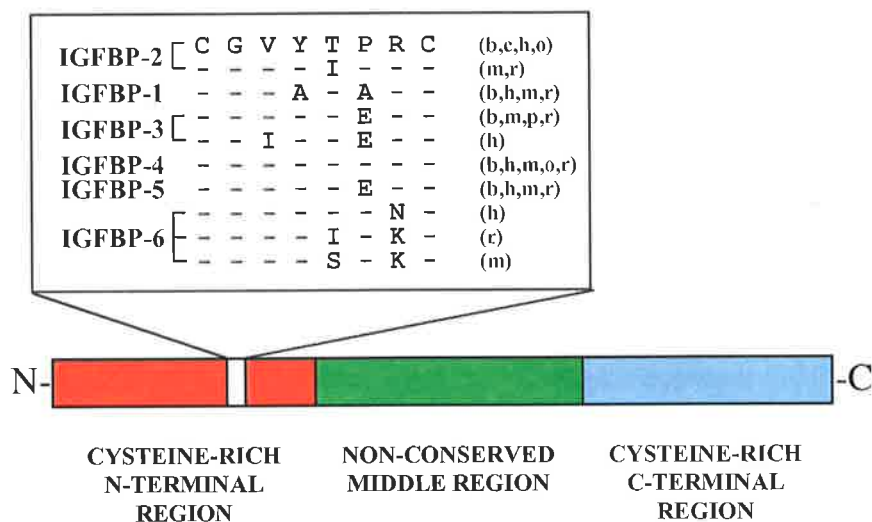 IGFBP-2 C G V Y T P R C (b,c,h,o)
- - - - I - - - (m,r)
IGFBP-1 - - - A - A - - (b,h,m,r)
IGFBP-3 - - - - - E - - (b,m,p,r)
- - I - - E - - (h)
IGFBP-4 - - - - - - - - (b,h,m,o,r)
IGFBP-5 - - - - - E - - (b,h,m,r)
- - - - - - N - (h)
IGFBP-6 - - - - I - K - (r)
- - - - S - K - (m)
N- -C
CYSTEINE-RICH NON-CONSERVED CYSTEINE-RICH
N-TERMINAL MIDDLE REGION C-TERMINAL
REGION REGION